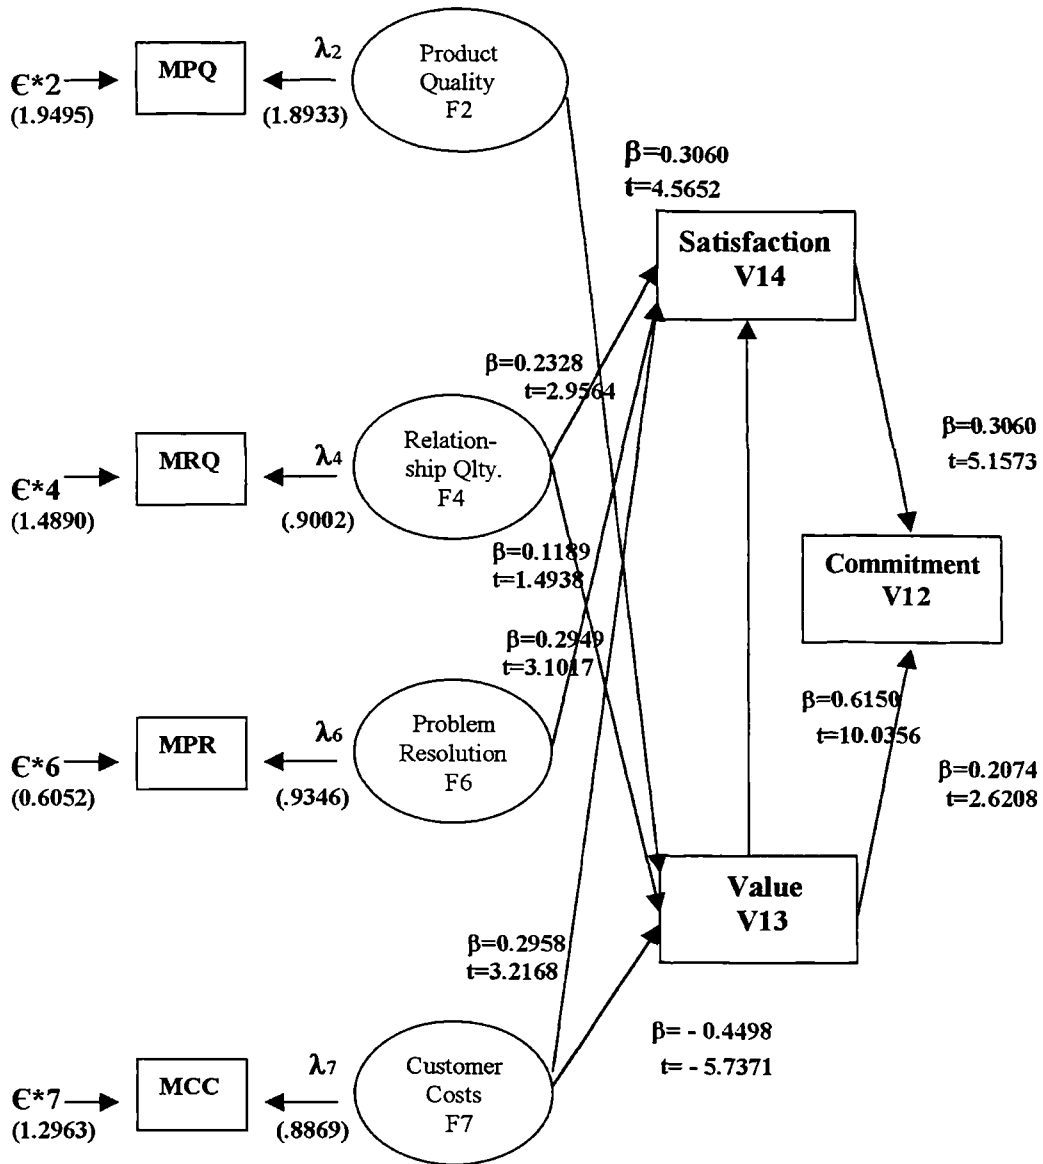 Product
Quality
F2
λ2
MPQ
Є*2
(1.9495)
(1.8933)
β=0.3060
t=4.5652
Satisfaction
V14
β=0.2328
t=2.9564
Relation-
ship Qlty.
F4
λ4
MRQ
Є*4
(1.4890)
(.9002)
β=0.3060
t=5.1573
β=0.1189
t=1.4938
Commitment
V12
β=0.2949
t=3.1017
Problem
Resolution
F6
λ6
MPR
Є*6
(0.6052)
(.9346)
β=0.6150
t=10.0356
β=0.2074
t=2.6208
Value
V13
β=0.2958
t=3.2168
β= - 0.4498
t= - 5.7371
Customer
Costs
F7
λ7
MCC
Є*7
(1.2963)
(.8869)